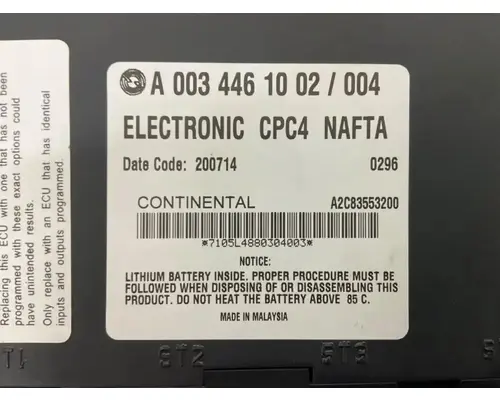 Replacing this ECU with one that has not been
programmed with these exact options could
have unintended results.
Only replace with an ECU that has identical
inputs and outputs programmed.
A 003 446 10 02 / 004
ELECTRONIC CPC4 NAFTA
Date Code: 200714 0296
CONTINENTAL A2C83553200
*7105L4880304003*
NOTICE:
LITHIUM BATTERY INSIDE. PROPER PROCEDURE MUST BE
FOLLOWED WHEN DISPOSING OF OR DISASSEMBLING THIS
PRODUCT. DO NOT HEAT THE BATTERY ABOVE 85 C.
MADE IN MALAYSIA
ST1 ST2 ST3